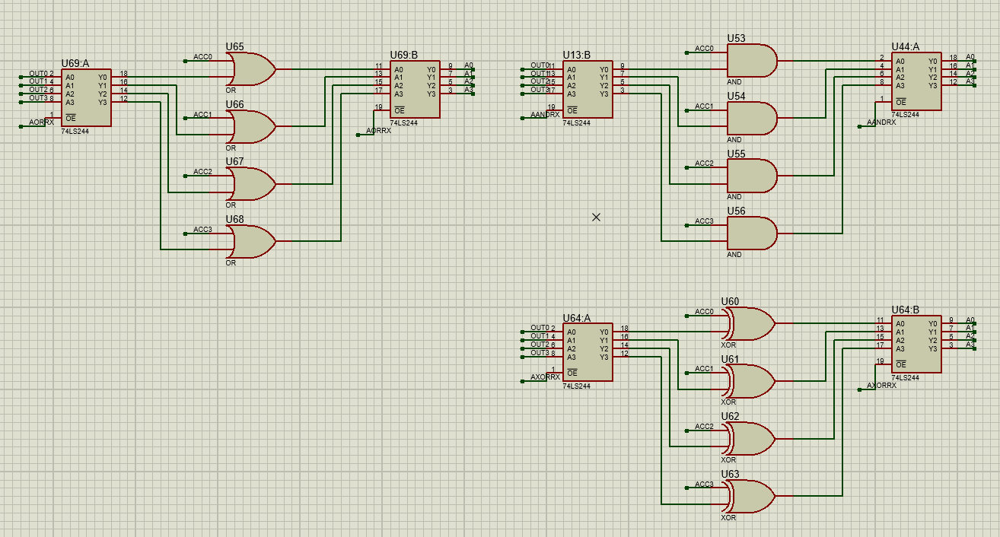 U69:A
OUT0 2 A0 Y0 18
OUT1 4 A1 Y1 16
OUT2 6 A2 Y2 14
OUT3 8 A3 Y3 12
1 OE
AORRX
74LS244
U65
ACC0
OR
U66
ACC1
OR
U67
ACC2
OR
U68
ACC3
OR
U69:B
11 A0 Y0 9 A0
13 A1 Y1 7 A1
15 A2 Y2 5 A2
17 A3 Y3 3 A3
19 OE
AORRX
74LS244
U13:B
OUT0 11 A0 Y0 9
OUT1 13 A1 Y1 7
OUT2 15 A2 Y2 5
OUT3 17 A3 Y3 3
19 OE
AANDRX
74LS244
U53
ACC0
AND
U54
ACC1
AND
U55
ACC2
AND
U56
ACC3
AND
U44:A
2 A0 Y0 18 A0
4 A1 Y1 16 A1
6 A2 Y2 14 A2
8 A3 Y3 12 A3
1 OE
AANDRX
74LS244
U64:A
OUT0 2 A0 Y0 18
OUT1 4 A1 Y1 16
OUT2 6 A2 Y2 14
OUT3 8 A3 Y3 12
1 OE
AXORRX
74LS244
U60
ACC0
XOR
U61
ACC1
XOR
U62
ACC2
XOR
U63
ACC3
XOR
U64:B
11 A0 Y0 9 A0
13 A1 Y1 7 A1
15 A2 Y2 5 A2
17 A3 Y3 3 A3
19 OE
AXORRX
74LS244